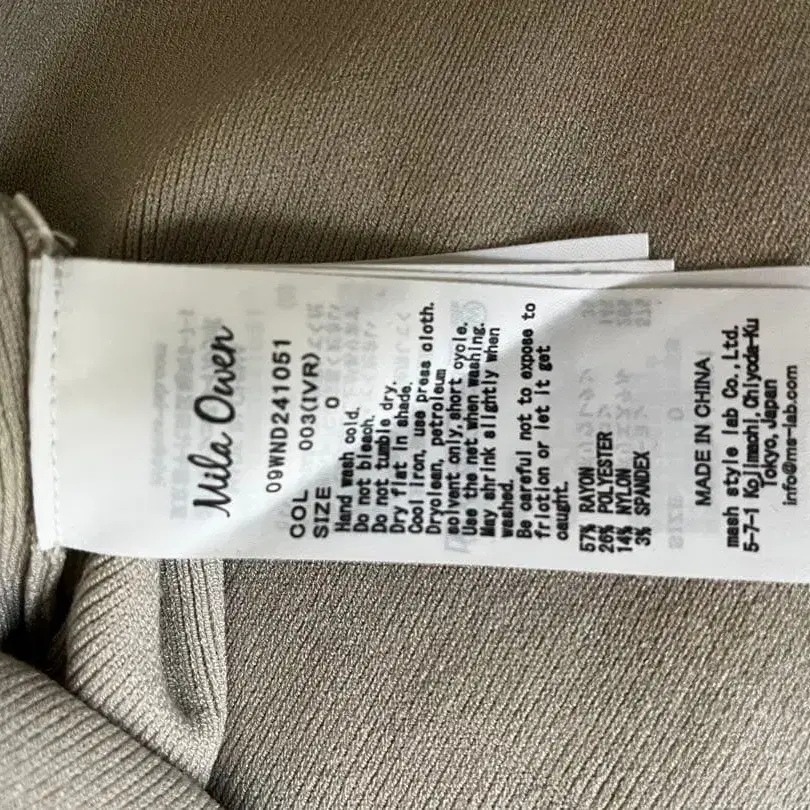 Mila Owen
09WND241051
COL 003(IVR)
SIZE 0
Hand wash cold.
Do not bleach.
Do not tumble dry.
Dry flat in shade.
Cool iron, use press cloth.
Dryclean, petroleum
solvent only, short cycle.
Use the net when washing.
May shrink slightly when
washed.
Be careful not to expose to
friction or let it get
caught.
57% RAYON
26% POLYESTER
14% NYLON
3% SPANDEX
MADE IN CHINA
mash style lab Co.,Ltd.
5-7-1 Kojimachi, Chiyoda-Ku
Tokyo, Japan
info@ms-lab.com